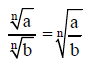 ⁿ√a / ⁿ√b = ⁿ√(a/b)